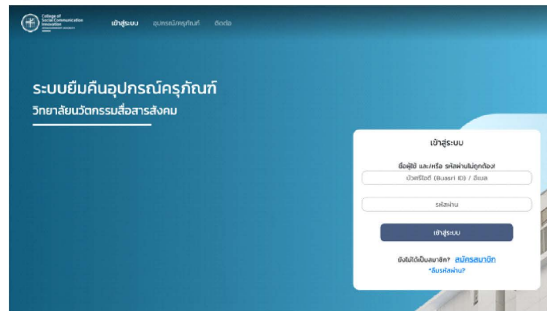 College of
Social Communication
Innovation
เข้าสู่ระบบ
อุปกรณ์/ครุภัณฑ์
ติดต่อ
ระบบยืมคืนอุปกรณ์ครุภัณฑ์
วิทยาลัยนวัตกรรมสื่อสารสังคม
เข้าสู่ระบบ
ชื่อผู้ใช้ และ/หรือ รหัสผ่านไม่ถูกต้อง!
บัวศรีไอดี (Buasri ID) / อีเมล
รหัสผ่าน
เข้าสู่ระบบ
ยังไม่ได้เป็นสมาชิก? สมัครสมาชิก
*ลืมรหัสผ่าน?